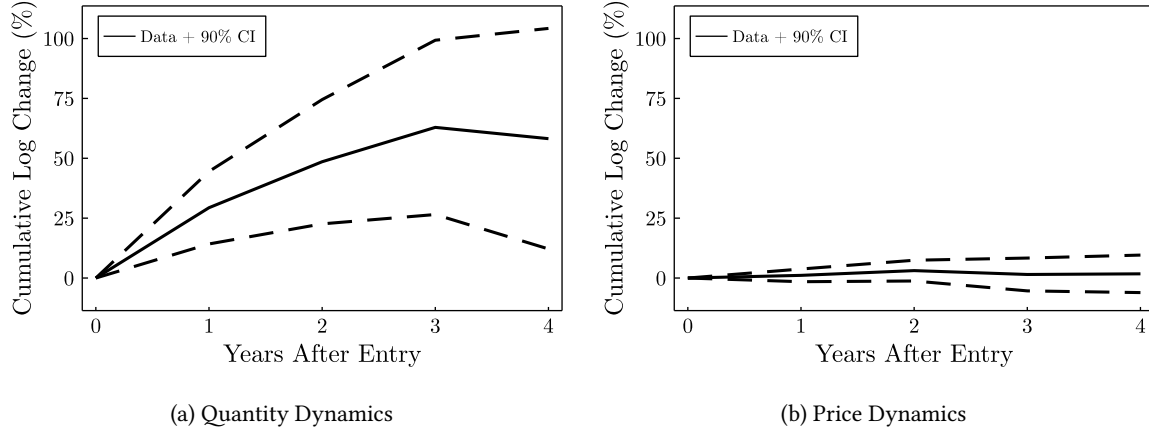 Cumulative Log Change (%)
100
75
50
25
0
Data + 90% CI
0 1 2 3 4
Years After Entry
(a) Quantity Dynamics
Cumulative Log Change (%)
100
75
50
25
0
Data + 90% CI
0 1 2 3 4
Years After Entry
(b) Price Dynamics